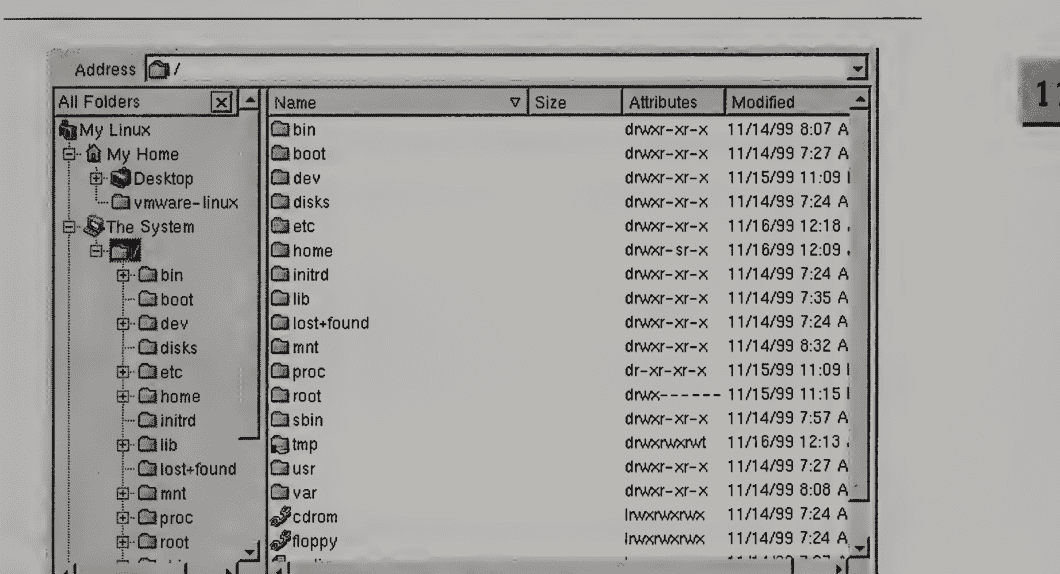 Address /
All Folders
My Linux
My Home
Desktop
vmware-linux
The System
/
bin
boot
dev
disks
etc
home
initrd
lib
lost+found
mnt
proc
root
Name Size Attributes Modified
bin drwxr-xr-x 11/14/99 8:07 A
boot drwxr-xr-x 11/14/99 7:27 A
dev drwxr-xr-x 11/15/99 11:09
disks drwxr-xr-x 11/14/99 7:24 A
etc drwxr-xr-x 11/16/99 12:18
home drwxr-sr-x 11/16/99 12:09
initrd drwxr-xr-x 11/14/99 7:24 A
lib drwxr-xr-x 11/14/99 7:35 A
lost+found drwxr-xr-x 11/14/99 7:24 A
mnt drwxr-xr-x 11/14/99 8:32 A
proc dr-xr-xr-x 11/15/99 11:09
root drwx------ 11/15/99 11:15
sbin drwxr-xr-x 11/14/99 7:57 A
tmp drwxrwxrwt 11/16/99 12:13
usr drwxr-xr-x 11/14/99 7:27 A
var drwxr-xr-x 11/14/99 8:08 A
cdrom lrwxrwxrwx 11/14/99 7:24 A
floppy lrwxrwxrwx 11/14/99 7:24 A
11